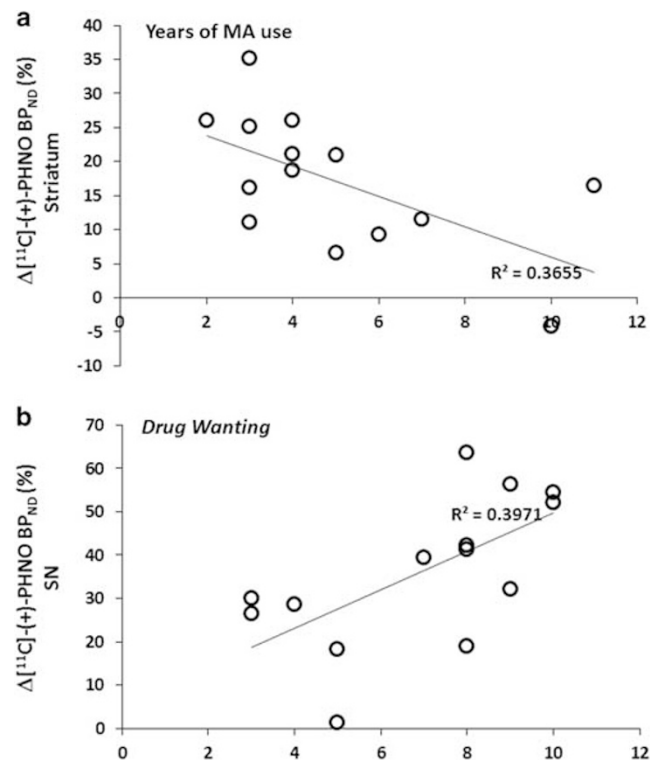 a
Years of MA use
Δ[¹¹C]-(+)-PHNO BP_ND (%)
Striatum
40
35
30
25
20
15
10
5
0
-5
-10
R² = 0.3655
0 2 4 6 8 10 12
b
Drug Wanting
Δ[¹¹C]-(+)-PHNO BP_ND (%)
SN
70
60
50
40
30
20
10
0
R² = 0.3971
0 2 4 6 8 10 12